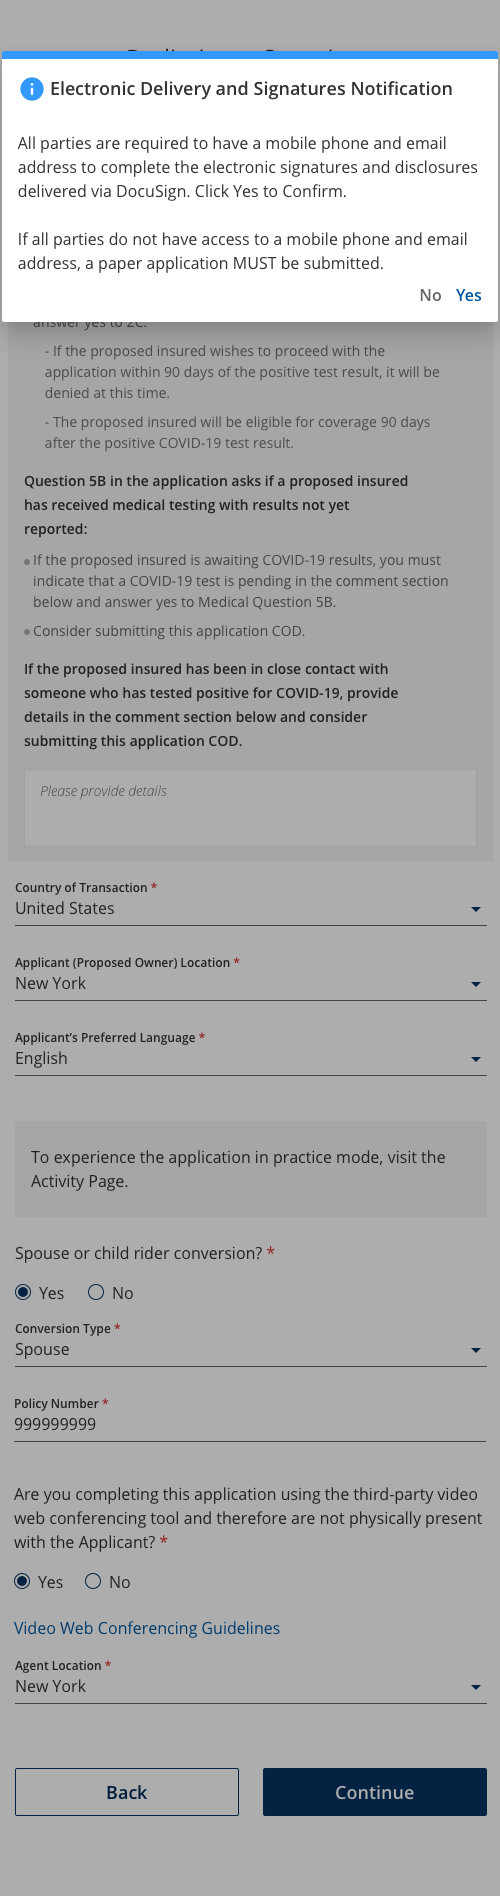 Electronic Delivery and Signatures Notification
All parties are required to have a mobile phone and email
address to complete the electronic signatures and disclosures
delivered via DocuSign. Click Yes to Confirm.
If all parties do not have access to a mobile phone and email
address, a paper application MUST be submitted.
No Yes
answer yes to 2C.
- If the proposed insured wishes to proceed with the
application within 90 days of the positive test result, it will be
denied at this time.
- The proposed insured will be eligible for coverage 90 days
after the positive COVID-19 test result.
Question 5B in the application asks if a proposed insured
has received medical testing with results not yet
reported:
If the proposed insured is awaiting COVID-19 results, you must
indicate that a COVID-19 test is pending in the comment section
below and answer yes to Medical Question 5B.
Consider submitting this application COD.
If the proposed insured has been in close contact with
someone who has tested positive for COVID-19, provide
details in the comment section below and consider
submitting this application COD.
Please provide details
Country of Transaction *
United States
Applicant (Proposed Owner) Location *
New York
Applicant's Preferred Language *
English
To experience the application in practice mode, visit the
Activity Page.
Spouse or child rider conversion? *
Yes No
Conversion Type *
Spouse
Policy Number *
999999999
Are you completing this application using the third-party video
web conferencing tool and therefore are not physically present
with the Applicant? *
Yes No
Video Web Conferencing Guidelines
Agent Location *
New York
Back Continue